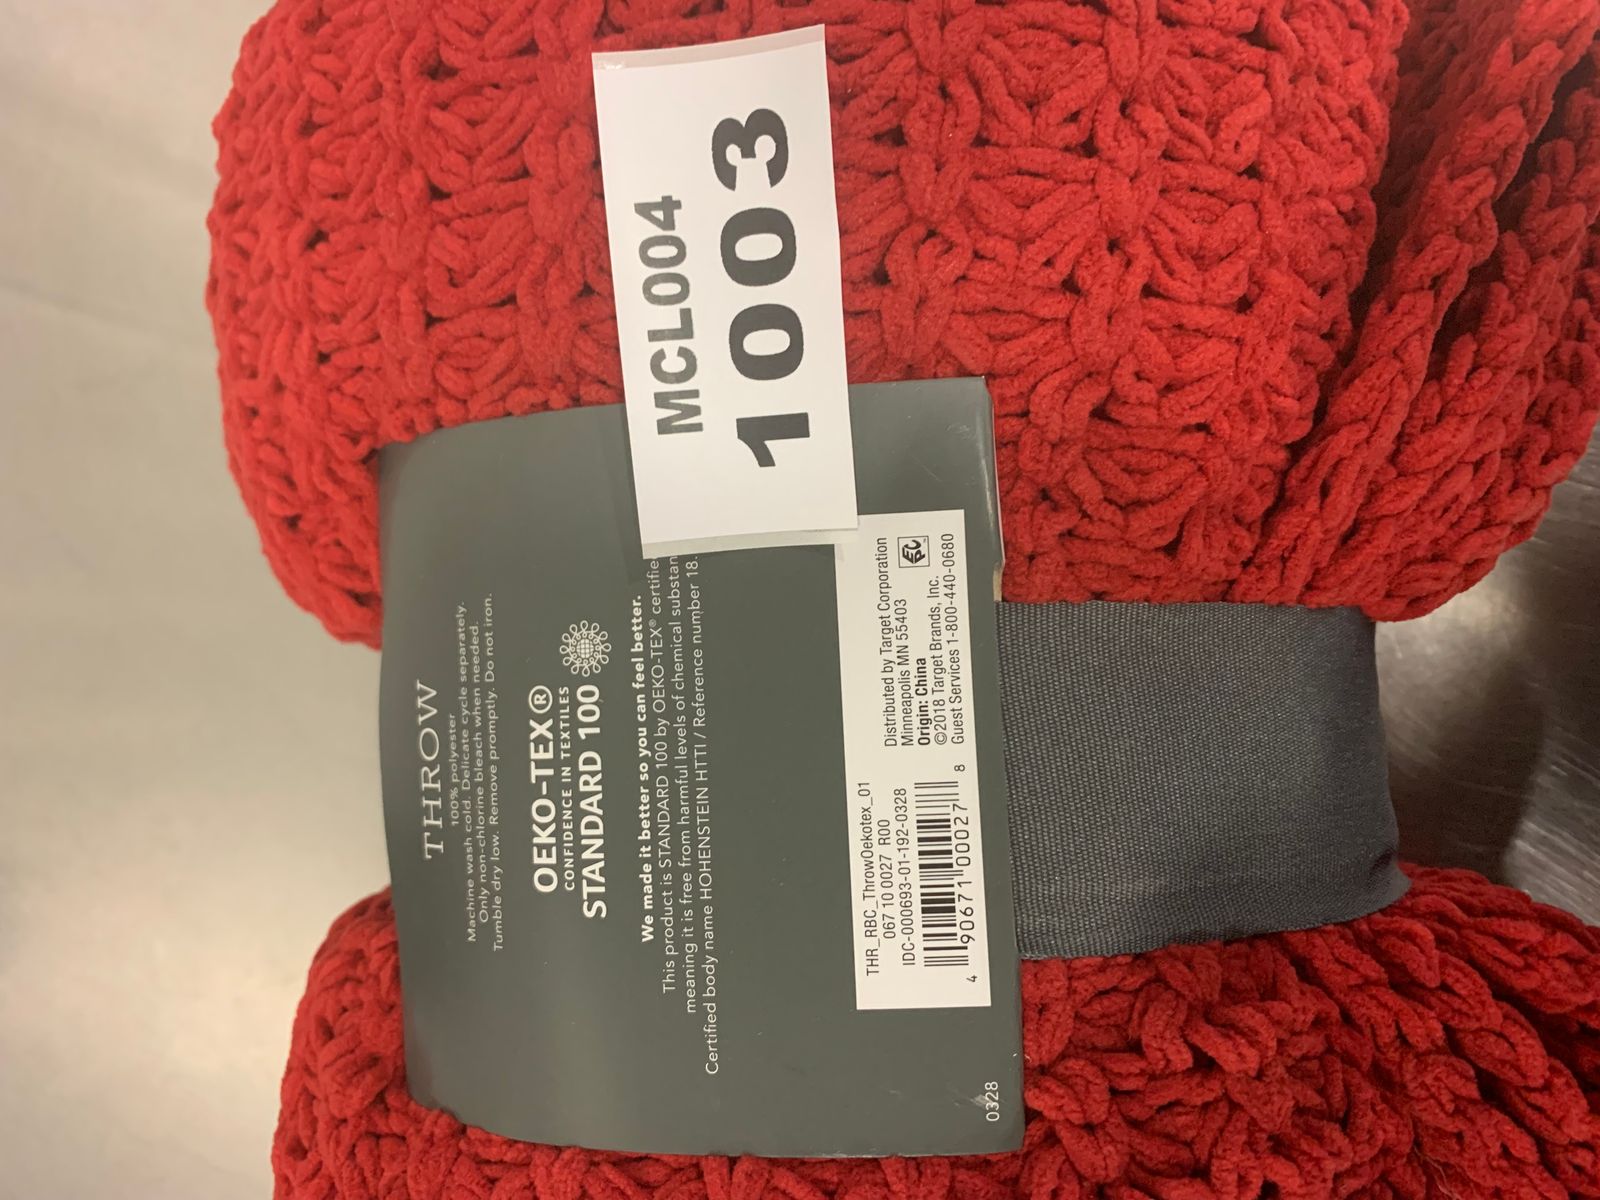 MCL004
1003
THROW
100% polyester
Machine wash cold. Delicate cycle separately.
Only non-chlorine bleach when needed.
Tumble dry low. Remove promptly. Do not iron.
OEKO-TEX®
CONFIDENCE IN TEXTILES
STANDARD 100
We made it better so you can feel better.
This product is STANDARD 100 by OEKO-TEX® certifie
meaning it is free from harmful levels of chemical substan
Certified body name HOHENSTEIN HTTI / Reference number 18.
THR_RBC_ThrowOekotex_01
067 10 0027 R00
IDC-000693-01-192-0328
4 90671 00027 8
Distributed by Target Corporation
Minneapolis MN 55403
Origin: China
©2018 Target Brands, Inc.
Guest Services 1-800-440-0680
0328